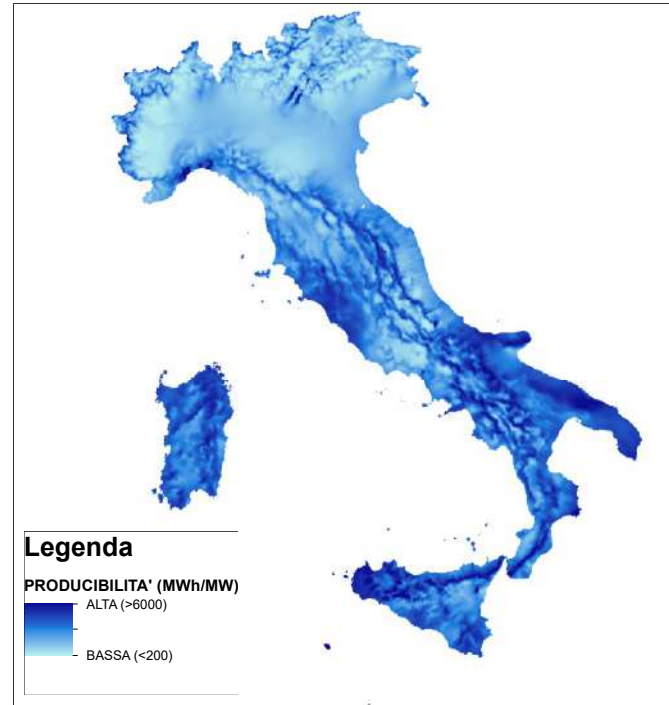 Legenda
PRODUCIBILITA' (MWh/MW)
ALTA (>6000)
BASSA (<200)